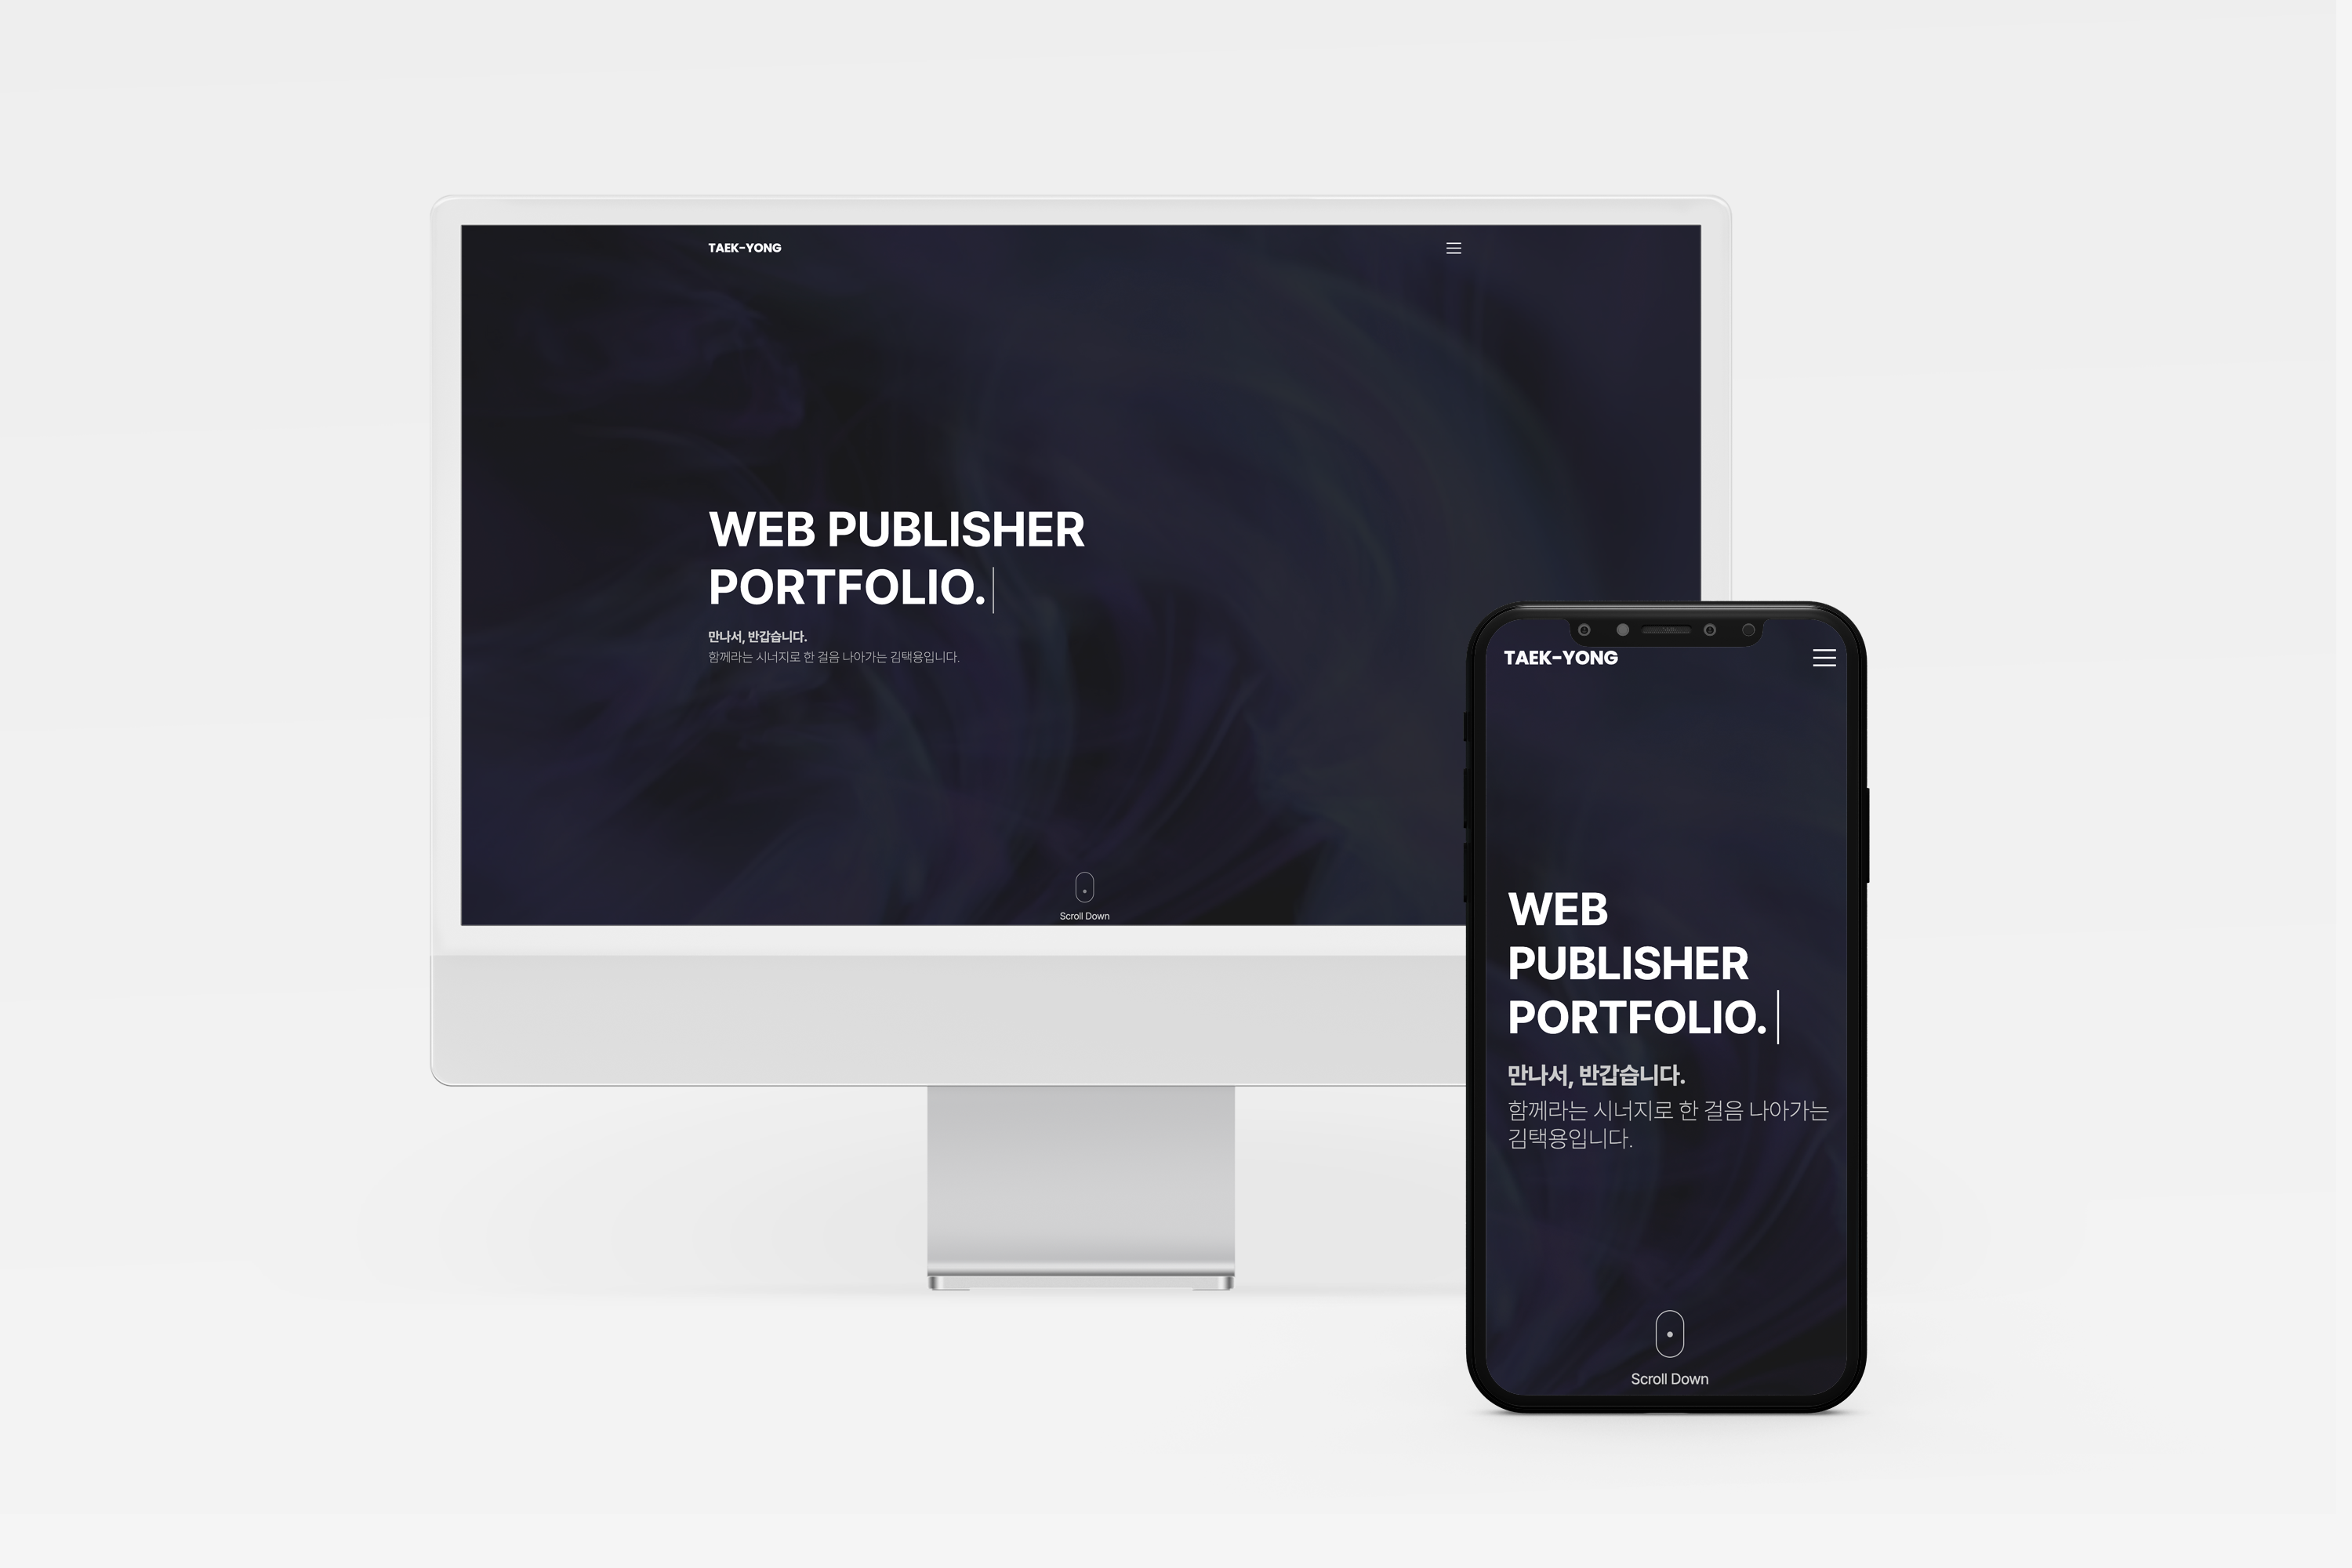 TAEK-YONG
WEB PUBLISHER
PORTFOLIO.
만나서, 반갑습니다.
함께라는 시너지로 한 걸음 나아가는 김택용입니다.
Scroll Down
TAEK-YONG
WEB
PUBLISHER
PORTFOLIO.
만나서, 반갑습니다.
함께라는 시너지로 한 걸음 나아가는
김택용입니다.
Scroll Down